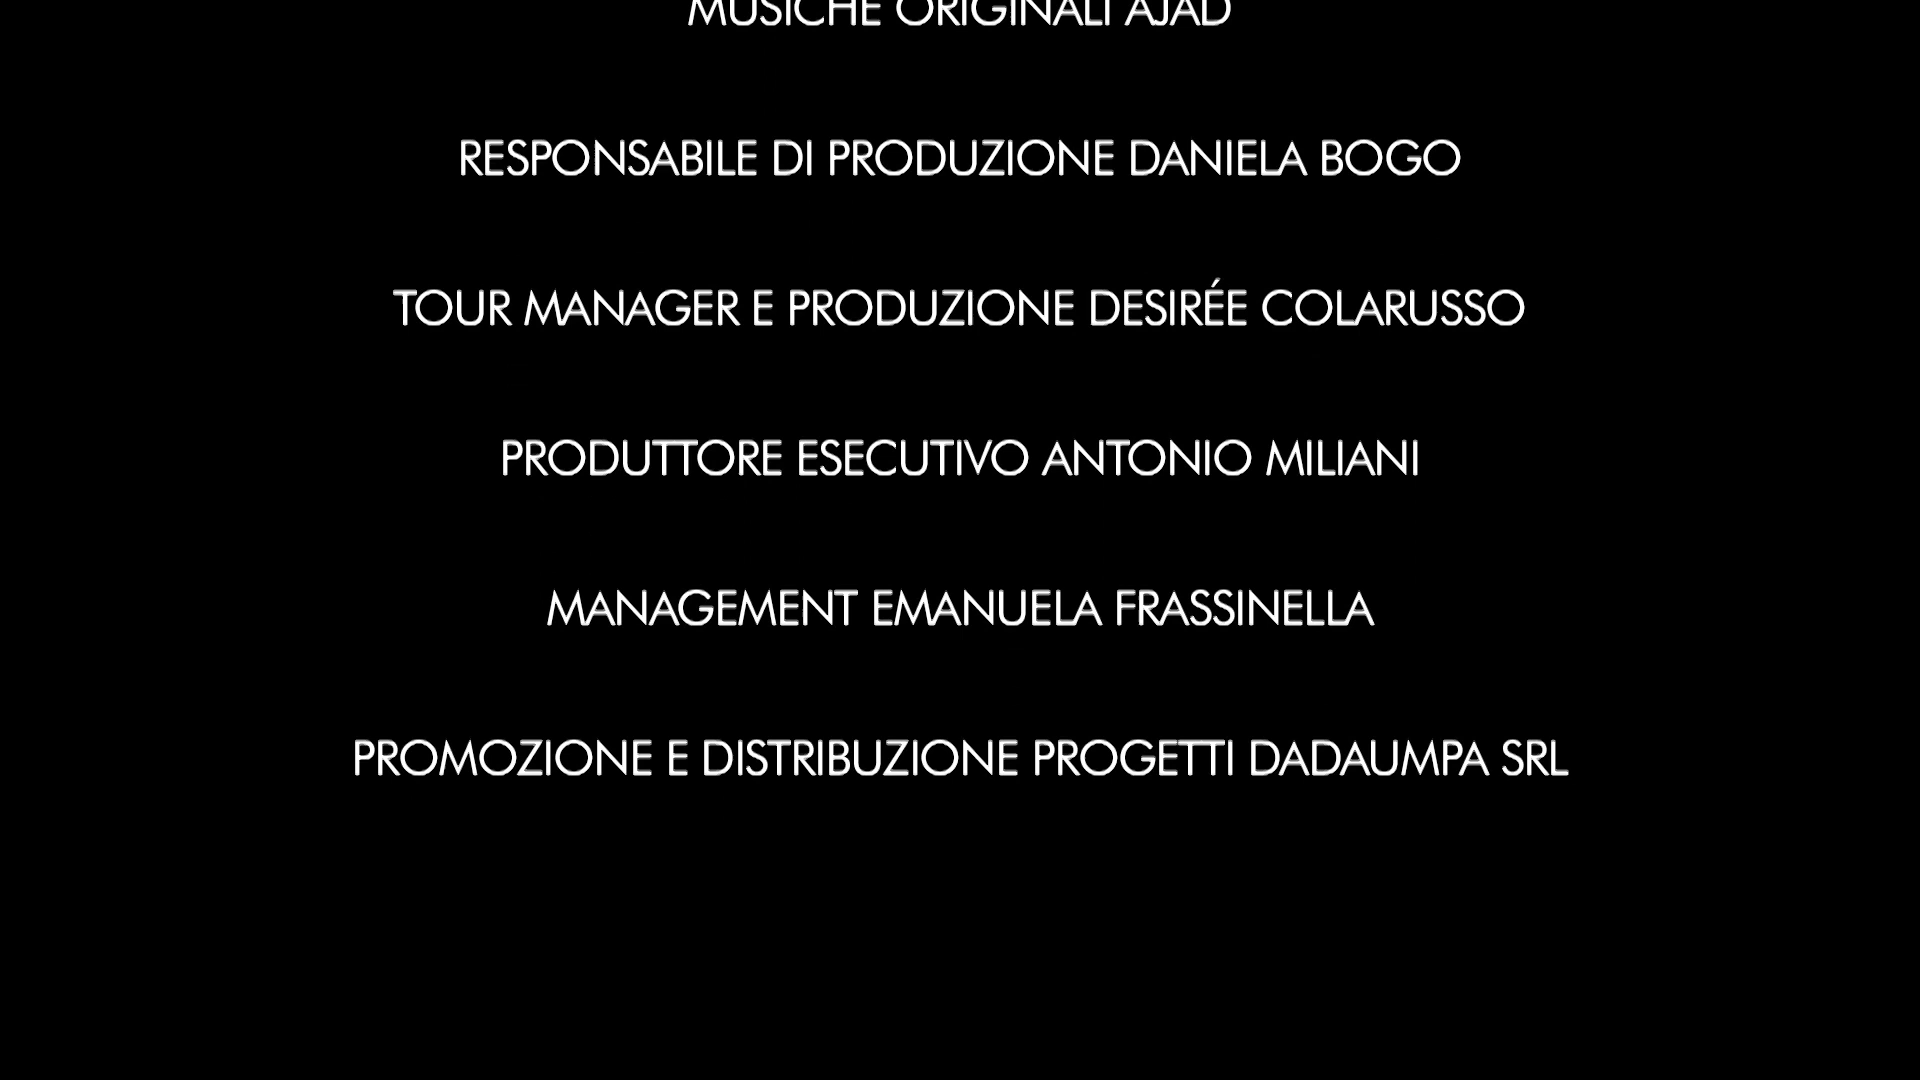 MUSICHE ORIGINALI AJAD
RESPONSABILE DI PRODUZIONE DANIELA BOGO
TOUR MANAGER E PRODUZIONE DESIRÉE COLARUSSO
PRODUTTORE ESECUTIVO ANTONIO MILIANI
MANAGEMENT EMANUELA FRASSINELLA
PROMOZIONE E DISTRIBUZIONE PROGETTI DADAUMPA SRL